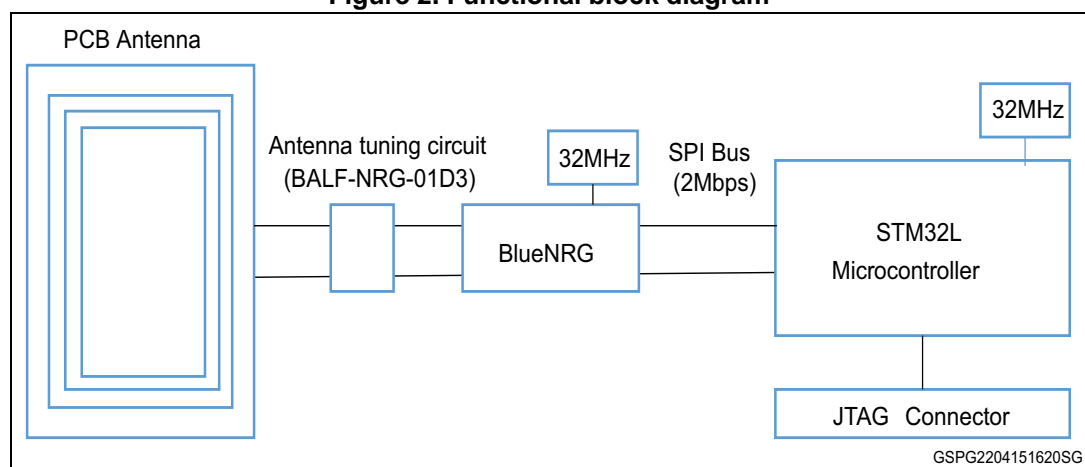 Figure 2. Functional block diagram
PCB Antenna
Antenna tuning circuit
(BALF-NRG-01D3)
32MHz
SPI Bus
(2Mbps)
32MHz
BlueNRG
STM32L
Microcontroller
JTAG Connector
GSPG2204151620SG